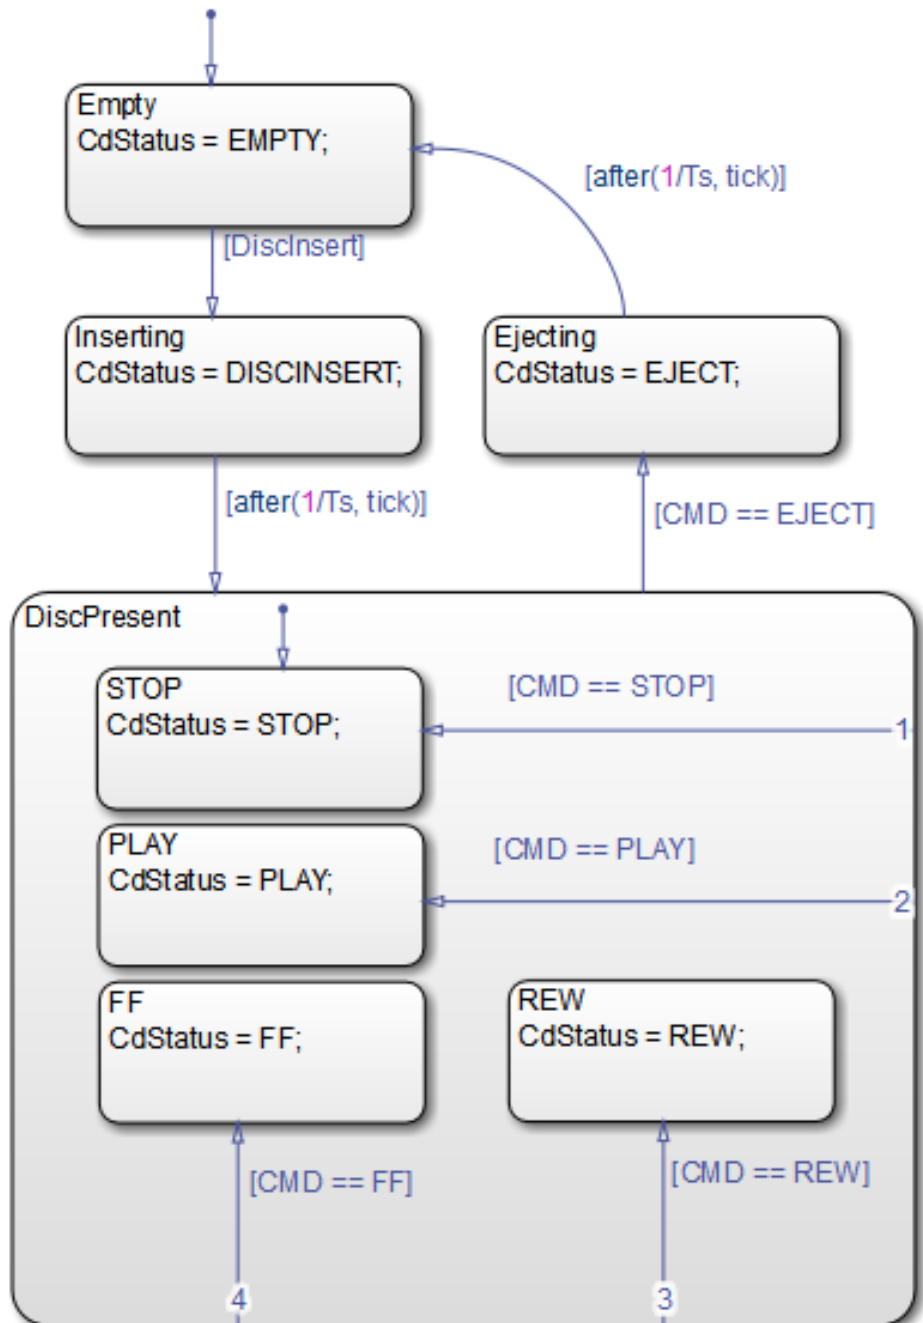 Empty
CdStatus = EMPTY;
[after(1/Ts, tick)]
[DiscInsert]
Inserting
CdStatus = DISCINSERT;
Ejecting
CdStatus = EJECT;
[after(1/Ts, tick)]
[CMD == EJECT]
DiscPresent
STOP
CdStatus = STOP;
[CMD == STOP]
1
PLAY
CdStatus = PLAY;
[CMD == PLAY]
2
FF
CdStatus = FF;
REW
CdStatus = REW;
[CMD == FF]
[CMD == REW]
4
3